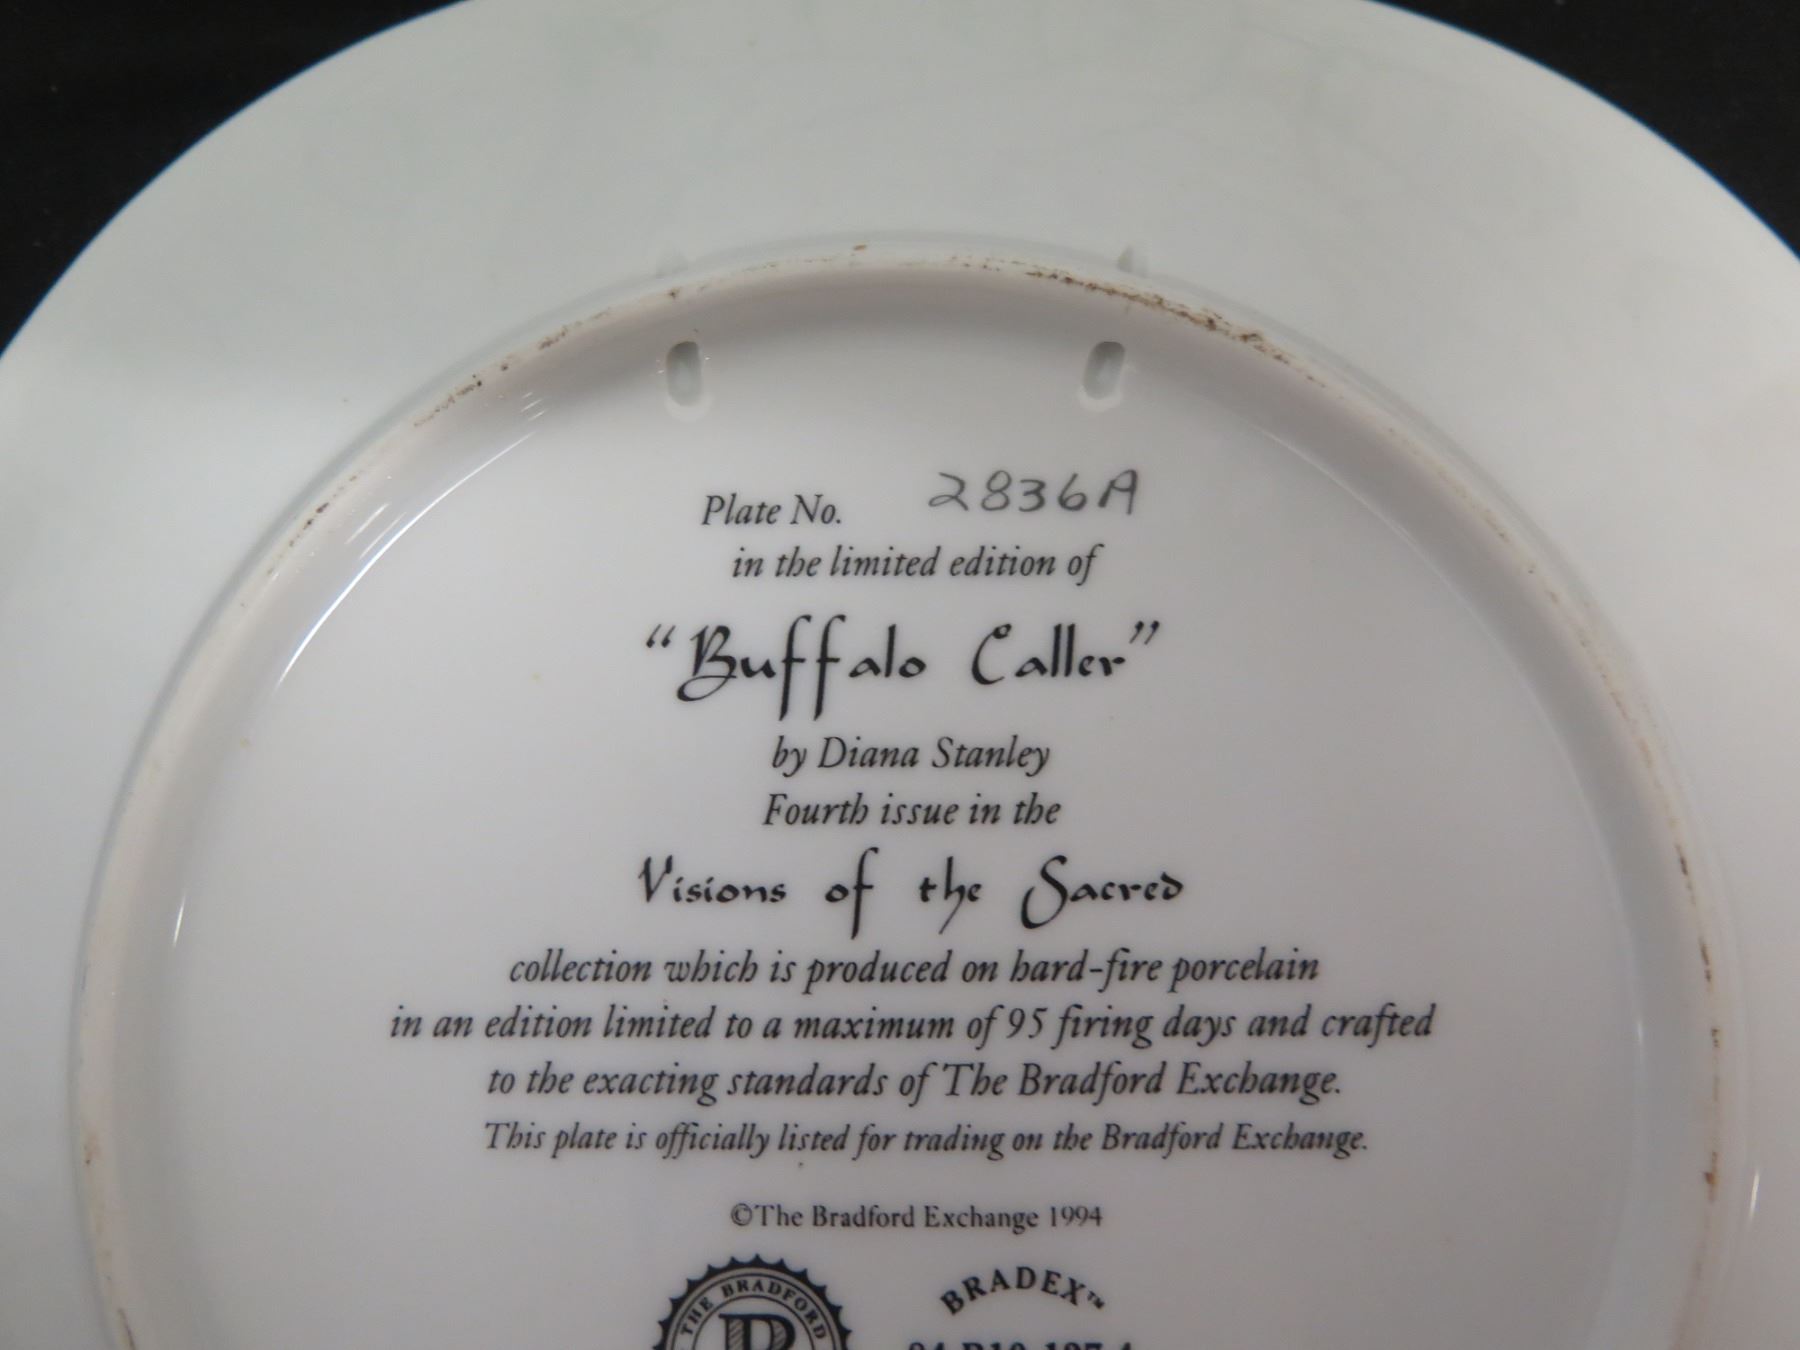 Plate No. 2836A
in the limited edition of
“Buffalo Caller”
by Diana Stanley
Fourth issue in the
Visions of the Sacred
collection which is produced on hard-fire porcelain
in an edition limited to a maximum of 95 firing days and crafted
to the exacting standards of The Bradford Exchange.
This plate is officially listed for trading on the Bradford Exchange.
©The Bradford Exchange 1994
THE BRADFORD
BRADEX™